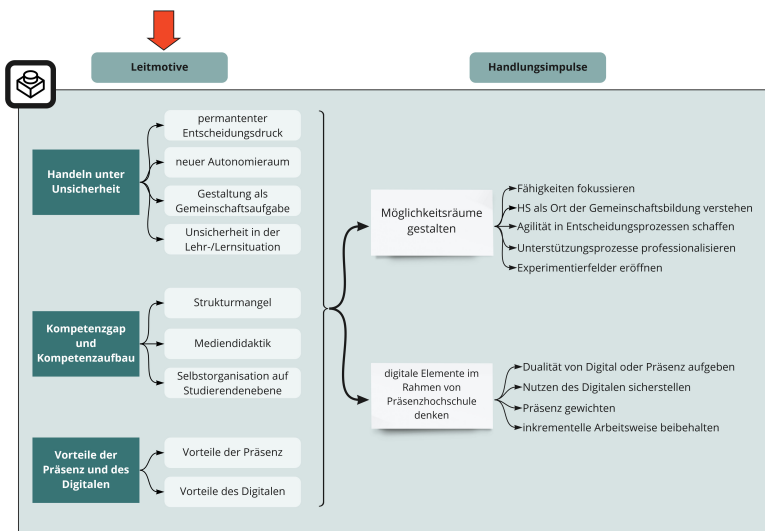 Leitmotive
Handlungsimpulse
Handeln unter
Unsicherheit
permantenter
Entscheidungsdruck
neuer Autonomieraum
Gestaltung als
Gemeinschaftsaufgabe
Unsicherheit in der
Lehr-/Lernsituation
Kompetenzgap
und
Kompetenzaufbau
Strukturmangel
Mediendidaktik
Selbstorganisation auf
Studierendenebene
Vorteile der
Präsenz und des
Digitalen
Vorteile der Präsenz
Vorteile des Digitalen
Möglichkeitsräume
gestalten
Fähigkeiten fokussieren
HS als Ort der Gemeinschaftsbildung verstehen
Agilität in Entscheidungsprozessen schaffen
Unterstützungsprozesse professionalisieren
Experimentierfelder eröffnen
digitale Elemente im
Rahmen von
Präsenzhochschule
denken
Dualität von Digital oder Präsenz aufgeben
Nutzen des Digitalen sicherstellen
Präsenz gewichten
inkrementelle Arbeitsweise beibehalten